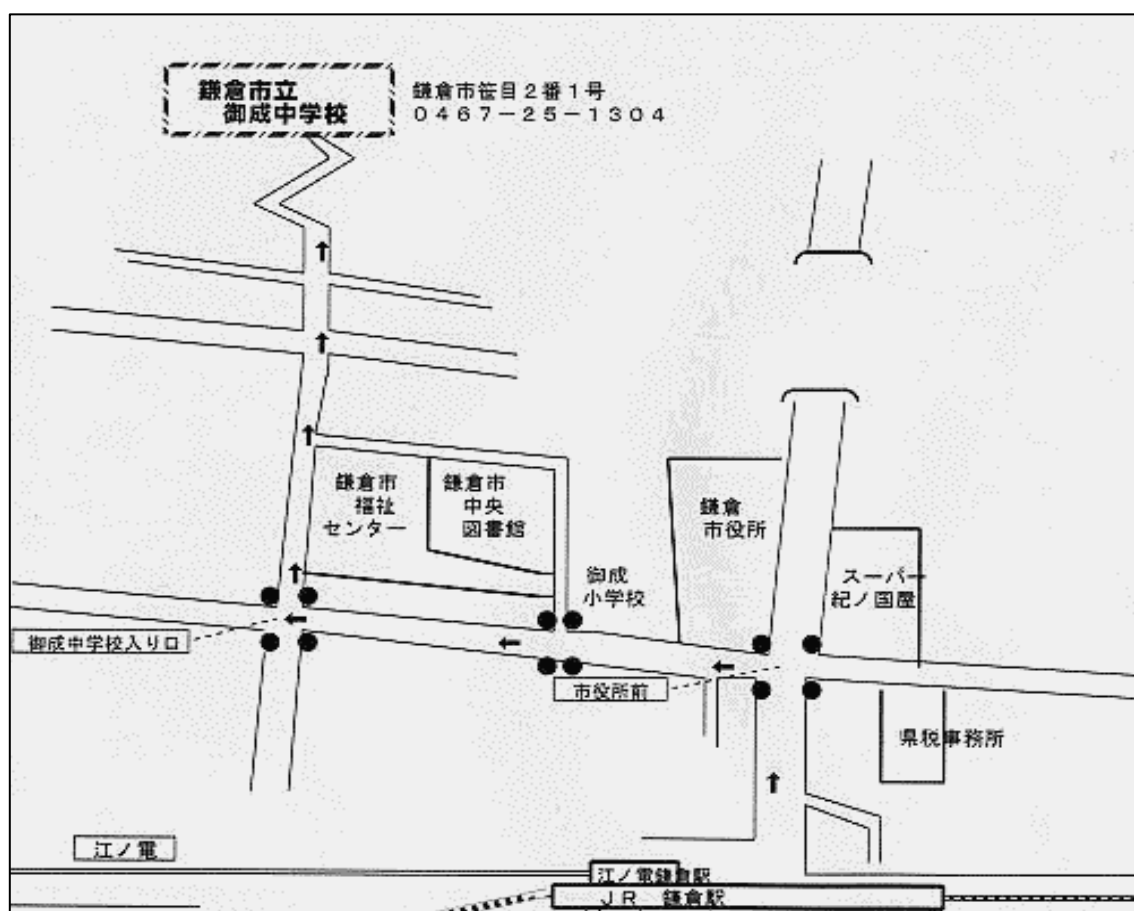 鎌倉市立
御成中学校
鎌倉市笹目2番1号
0467-25-1304
鎌倉市
福祉
センター
鎌倉市
中央
図書館
鎌倉
市役所
御成
小学校
スーパー
紀ノ国屋
御成中学校入り口
市役所前
県税事務所
江ノ電
江ノ電鎌倉駅
JR 鎌倉駅